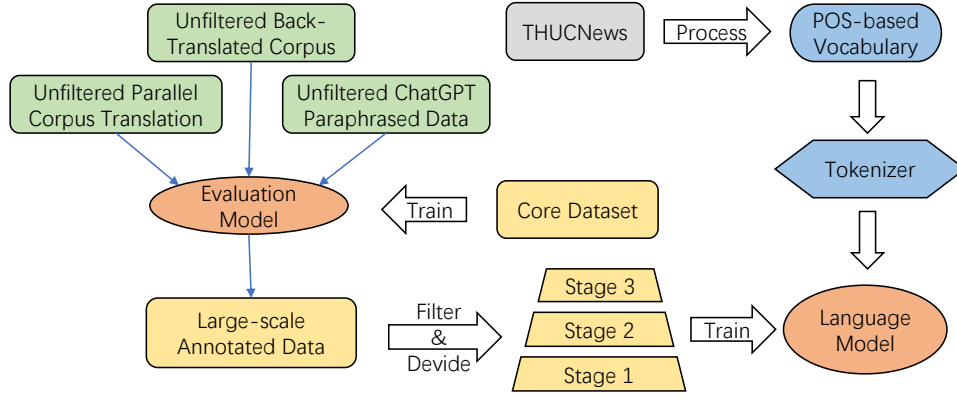 Unfiltered Back-
Translated Corpus
Unfiltered Parallel
Corpus Translation
Unfiltered ChatGPT
Paraphrased Data
Evaluation
Model
Train
Core Dataset
Large-scale
Annotated Data
Filter
&
Devide
Stage 3
Stage 2
Stage 1
Train
THUCNews
Process
POS-based
Vocabulary
Tokenizer
Language
Model